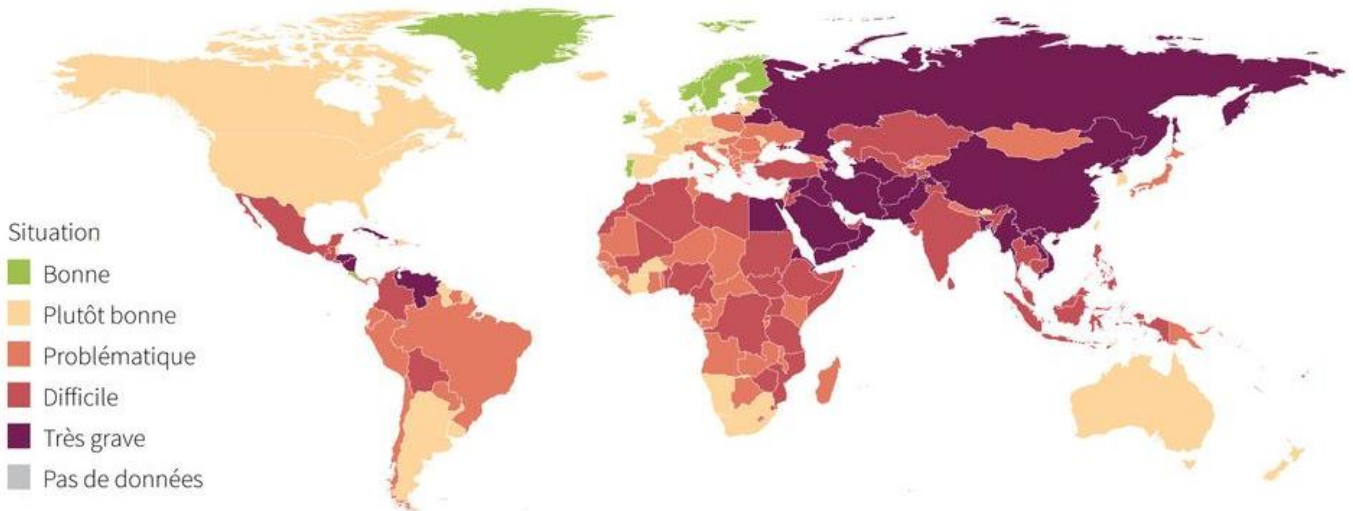 Situation
Bonne
Plutôt bonne
Problématique
Difficile
Très grave
Pas de données